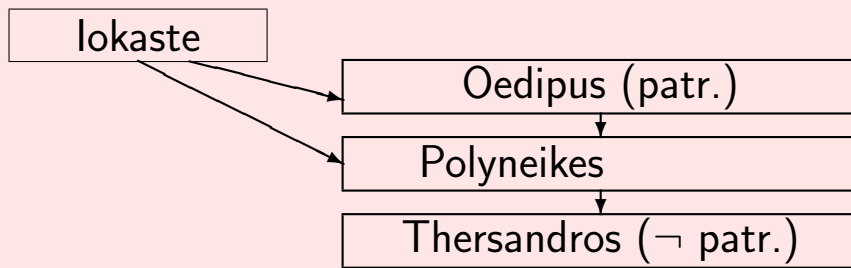 Iokaste
Oedipus (patr.)
Polyneikes
Thersandros (¬ patr.)